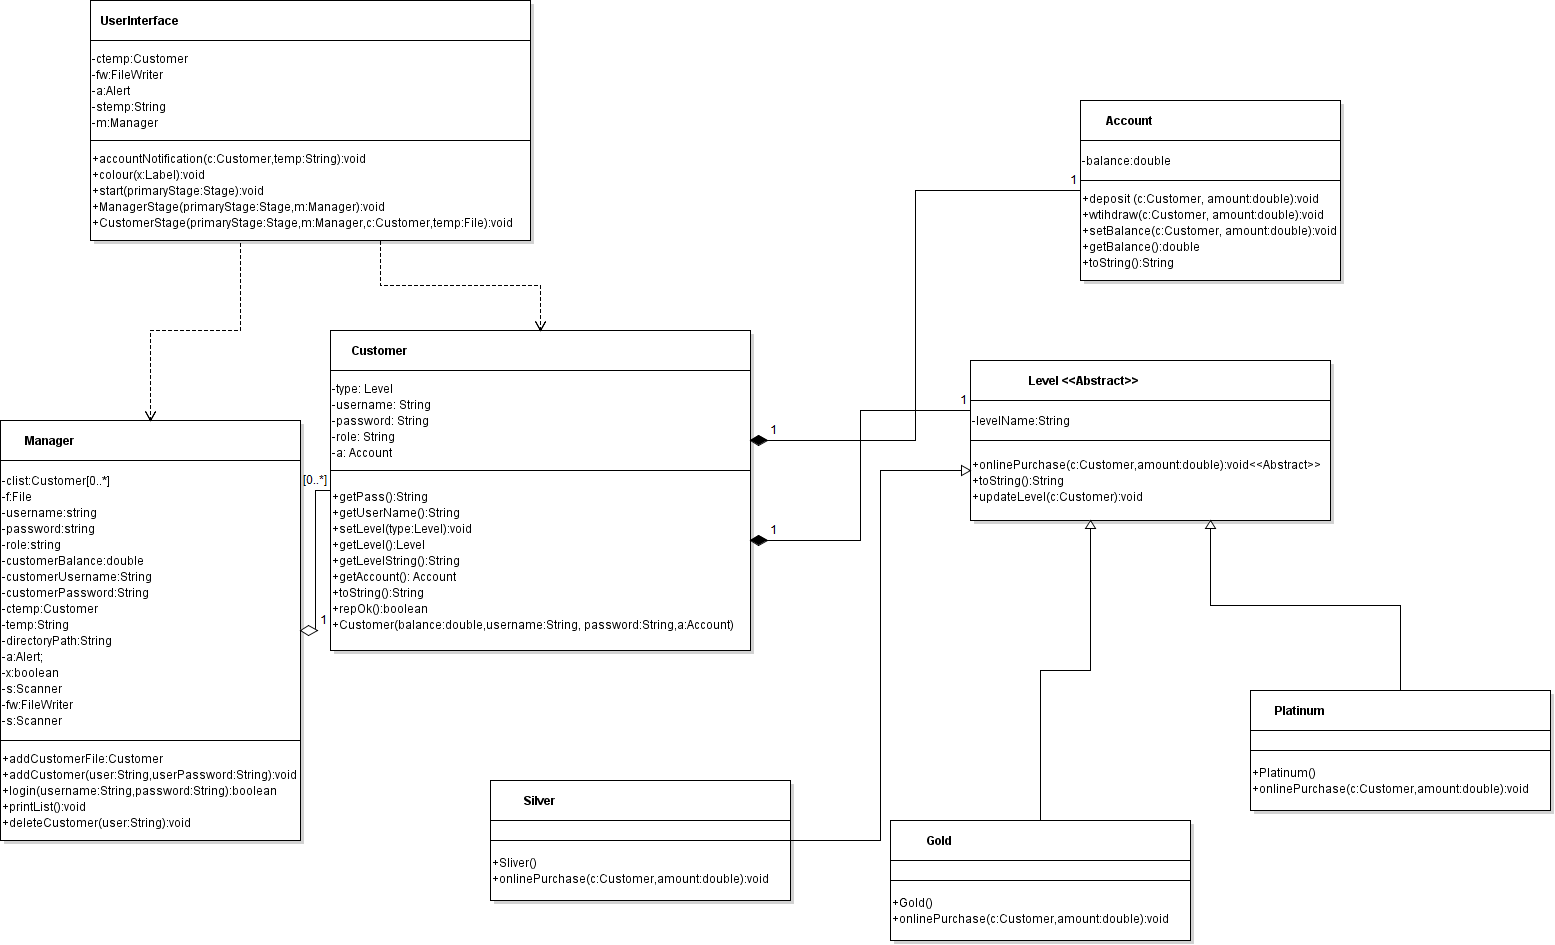 UserInterface
-ctemp:Customer
-fw:FileWriter
-a:Alert
-stemp:String
-m:Manager
+accountNotification(c:Customer,temp:String):void
+colour(x:Label):void
+start(primaryStage:Stage):void
+ManagerStage(primaryStage:Stage,m:Manager):void
+CustomerStage(primaryStage:Stage,m:Manager,c:Customer,temp:File):void
Account
-balance:double
1
+deposit (c:Customer, amount:double):void
+wtihdraw(c:Customer, amount:double):void
+setBalance(c:Customer, amount:double):void
+getBalance():double
+toString():String
Customer
-type: Level
-username: String
-password: String
-role: String
-a: Account
1
+getPass():String
+getUserName():String
+setLevel(type:Level):void
+getLevel():Level
+getLevelString():String
+getAccount(): Account
+toString():String
+repOk():boolean
+Customer(balance:double,username:String, password:String,a:Account)
1
Level <<Abstract>>
1
-levelName:String
+onlinePurchase(c:Customer,amount:double):void<<Abstract>>
+toString():String
+updateLevel(c:Customer):void
Manager
[0..*]
-clist:Customer[0..*]
-f:File
-username:string
-password:string
-role:string
-customerBalance:double
-customerUsername:String
-customerPassword:String
-ctemp:Customer
-temp:String
1
-directoryPath:String
-a:Alert;
-x:boolean
-s:Scanner
-fw:FileWriter
-s:Scanner
+addCustomerFile:Customer
+addCustomer(user:String,userPassword:String):void
+login(username:String,password:String):boolean
+printList():void
+deleteCustomer(user:String):void
Silver
+Sliver()
+onlinePurchase(c:Customer,amount:double):void
Gold
+Gold()
+onlinePurchase(c:Customer,amount:double):void
Platinum
+Platinum()
+onlinePurchase(c:Customer,amount:double):void